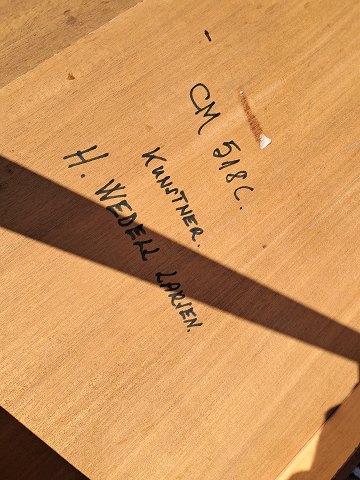 CM 518C.
KUNSTNER.
H. WEDELL LARSEN.